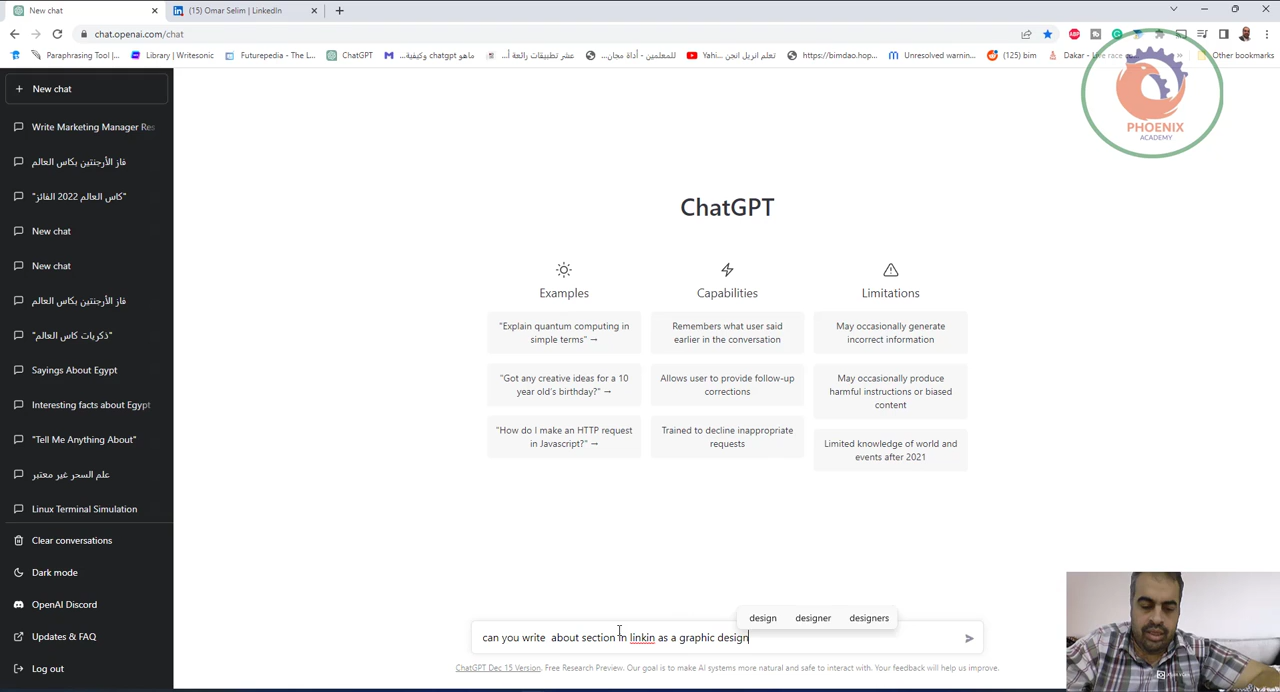 New chat
(15) Omar Selim | LinkedIn
chat.openai.com/chat
Paraphrasing Tool |...
Library | Writesonic
Futurepedia - The L...
ChatGPT
ماهو chatgpt وكيفية...
عشر تطبيقات رائعة أ...
للمعلمين - أداة مجان...
Yahi... تعلم انريل انجن
https://bimdao.hop...
Unresolved warnin...
(125) bim
Dakar - Live race
Other bookmarks
PHOENIX
ACADEMY
+ New chat
Write Marketing Manager Res
فاز الأرجنتين بكاس العالم
"كاس العالم 2022 الفائز"
New chat
New chat
فاز الأرجنتين بكاس العالم
"ذكريات كاس العالم"
Sayings About Egypt
Interesting facts about Egypt
"Tell Me Anything About"
علم السحر غير معتبر
Linux Terminal Simulation
Clear conversations
Dark mode
OpenAI Discord
Updates & FAQ
Log out
ChatGPT
Examples
Capabilities
Limitations
"Explain quantum computing in
simple terms" →
Remembers what user said
earlier in the conversation
May occasionally generate
incorrect information
"Got any creative ideas for a 10
year old's birthday?" →
Allows user to provide follow-up
corrections
May occasionally produce
harmful instructions or biased
content
"How do I make an HTTP request
in Javascript?" →
Trained to decline inappropriate
requests
Limited knowledge of world and
events after 2021
design designer designers
can you write about section in linkin as a graphic design
ChatGPT Dec 15 Version. Free Research Preview. Our goal is to make AI systems more natural and safe to interact with. Your feedback will help us improve.